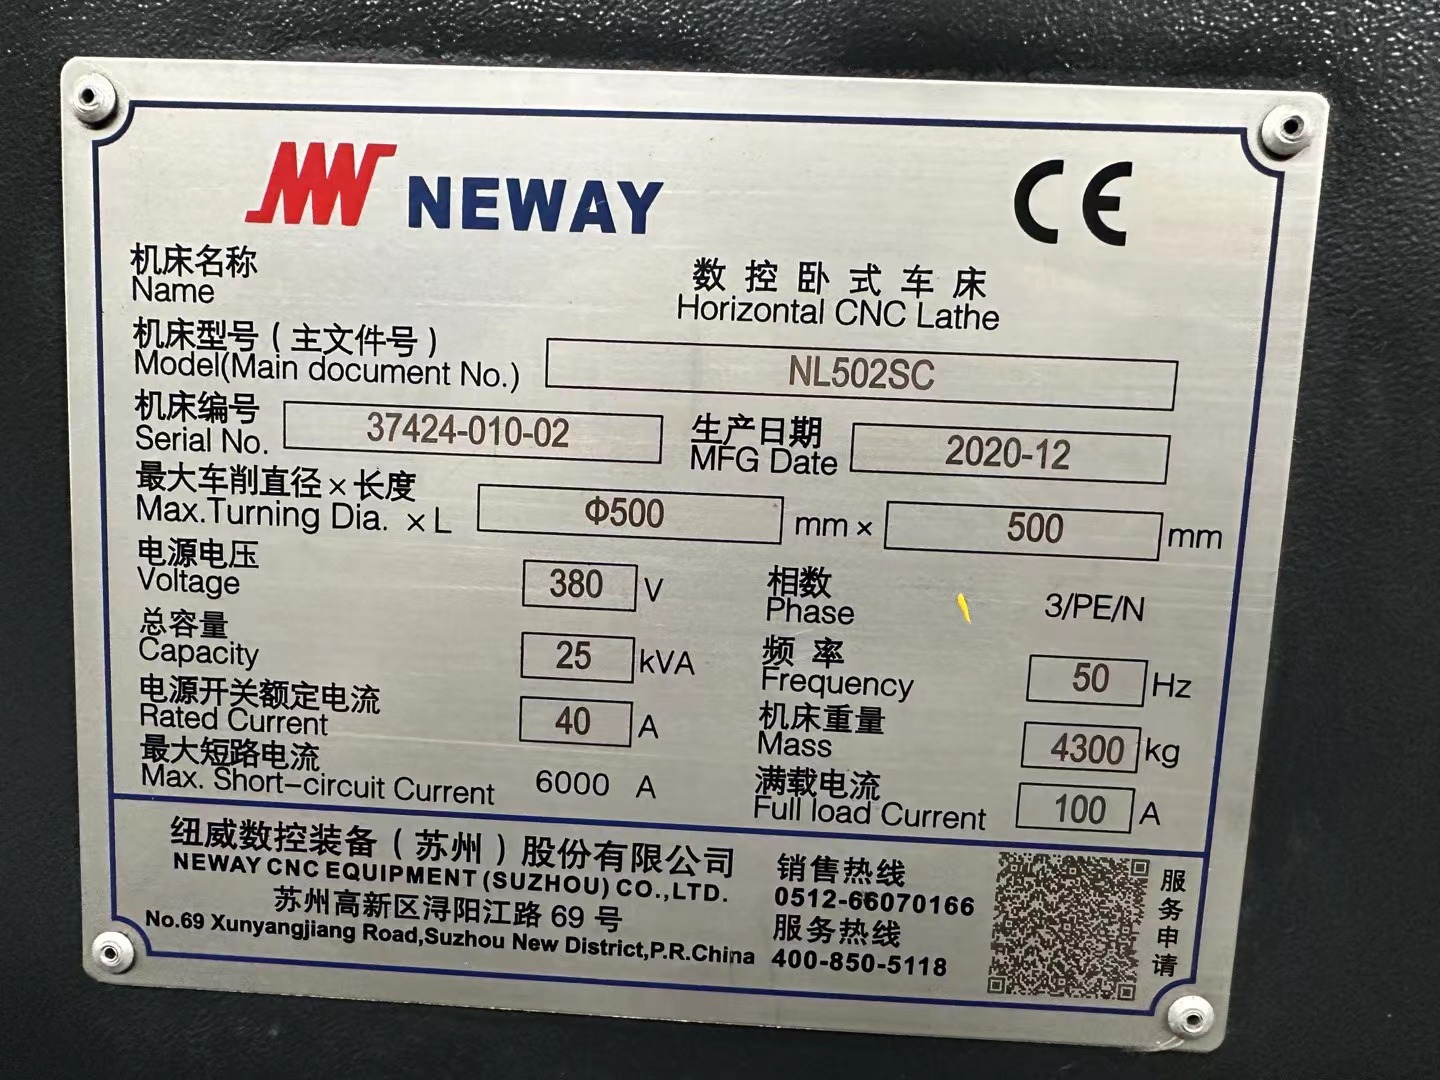 NEWAY
CE
机床名称
Name
数控卧式车床
Horizontal CNC Lathe
机床型号(主文件号)
Model(Main document No.)
NL502SC
机床编号
Serial No.
37424-010-02
生产日期
MFG Date
2020-12
最大车削直径×长度
Max.Turning Dia. ×L
Φ500
mm×
500
mm
电源电压
Voltage
380
V
相数
Phase
3/PE/N
总容量
Capacity
25
kVA
频率
Frequency
50
Hz
电源开关额定电流
Rated Current
40
A
机床重量
Mass
4300
kg
最大短路电流
Max. Short-circuit Current
6000 A
满载电流
Full load Current
100
A
纽威数控装备(苏州)股份有限公司
NEWAY CNC EQUIPMENT (SUZHOU) CO.,LTD.
苏州高新区浔阳江路 69 号
No.69 Xunyangjiang Road,Suzhou New District,P.R.China
销售热线
0512-66070166
服务热线
400-850-5118
服务申请